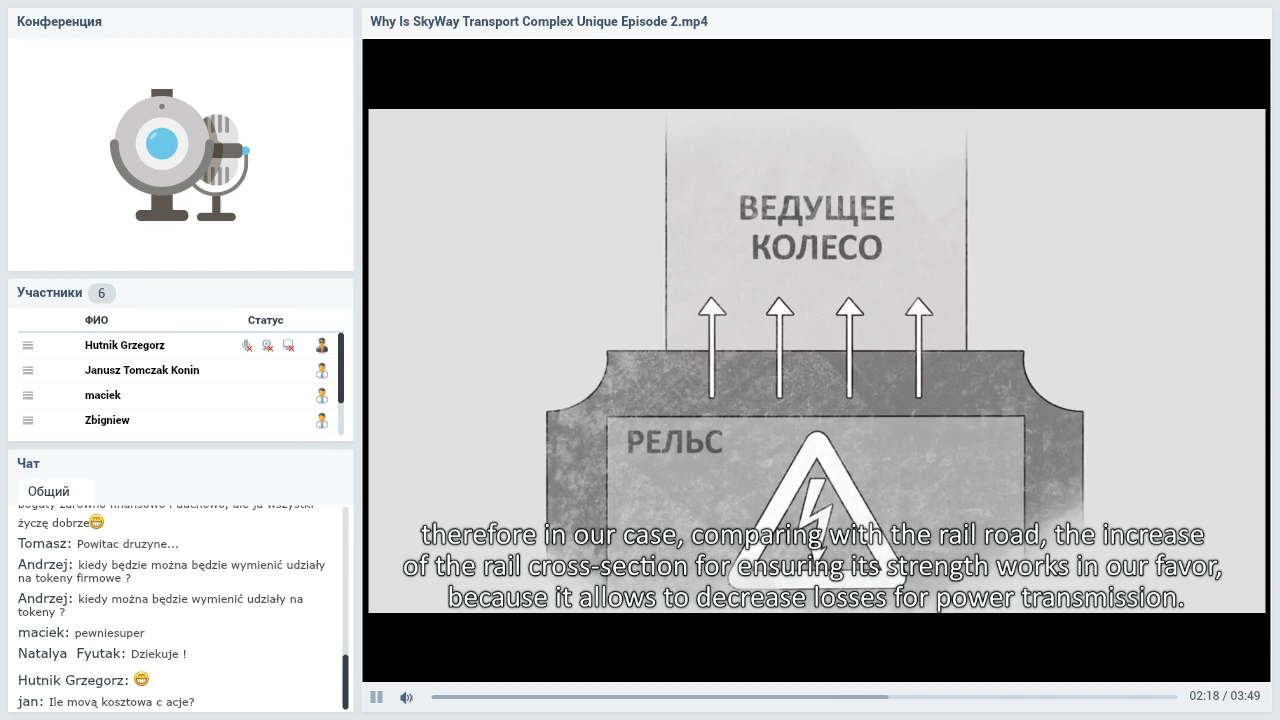 Конференция
Участники 6
ФИО Статус
Hutnik Grzegorz
Janusz Tomczak Konin
maciek
Zbigniew
Чат
Общий
życzę dobrze
Tomasz: Powitac druzyne...
Andrzej: kiedy będzie można będzie wymienić udziały
na tokeny firmowe ?
Andrzej: kiedy można będzie wymienić udziały na
tokeny ?
maciek: pewniesuper
Natalya Fyutak: Dziekuje !
Hutnik Grzegorz:
jan: Ile mową kosztowa c acje?
Why Is SkyWay Transport Complex Unique Episode 2.mp4
ВЕДУЩЕЕ
КОЛЕСО
РЕЛЬС
therefore in our case, comparing with the rail road, the increase
of the rail cross-section for ensuring its strength works in our favor,
because it allows to decrease losses for power transmission.
02:18 / 03:49